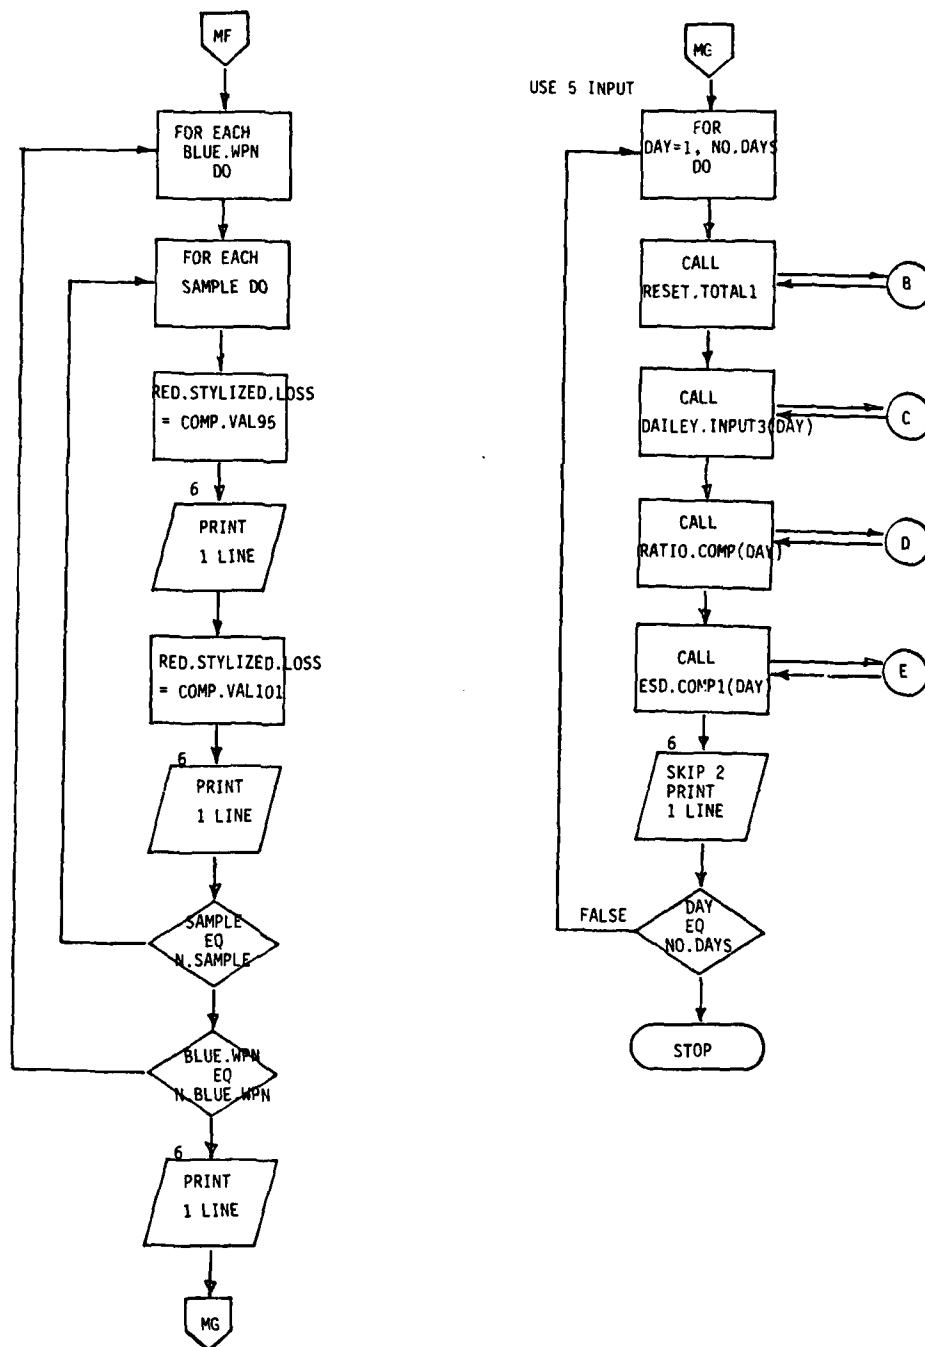 MF
FOR EACH
BLUE.WPN
DO
FOR EACH
SAMPLE DO
RED.STYLIZED.LOSS
= COMP.VAL95
6
PRINT
1 LINE
RED.STYLIZED.LOSS
= COMP.VAL101
6
PRINT
1 LINE
SAMPLE
EQ
N.SAMPLE
BLUE.WPN
EQ
N.BLUE.WPN
6
PRINT
1 LINE
MG
MG
USE 5 INPUT
FOR
DAY=1, NO.DAYS
DO
CALL
RESET.TOTAL1
B
CALL
DAILEY.INPUT3(DAY)
C
CALL
RATIO.COMP(DAY)
D
CALL
ESD.COMP1(DAY)
E
6
SKIP 2
PRINT
1 LINE
FALSE
DAY
EQ
NO.DAYS
STOP